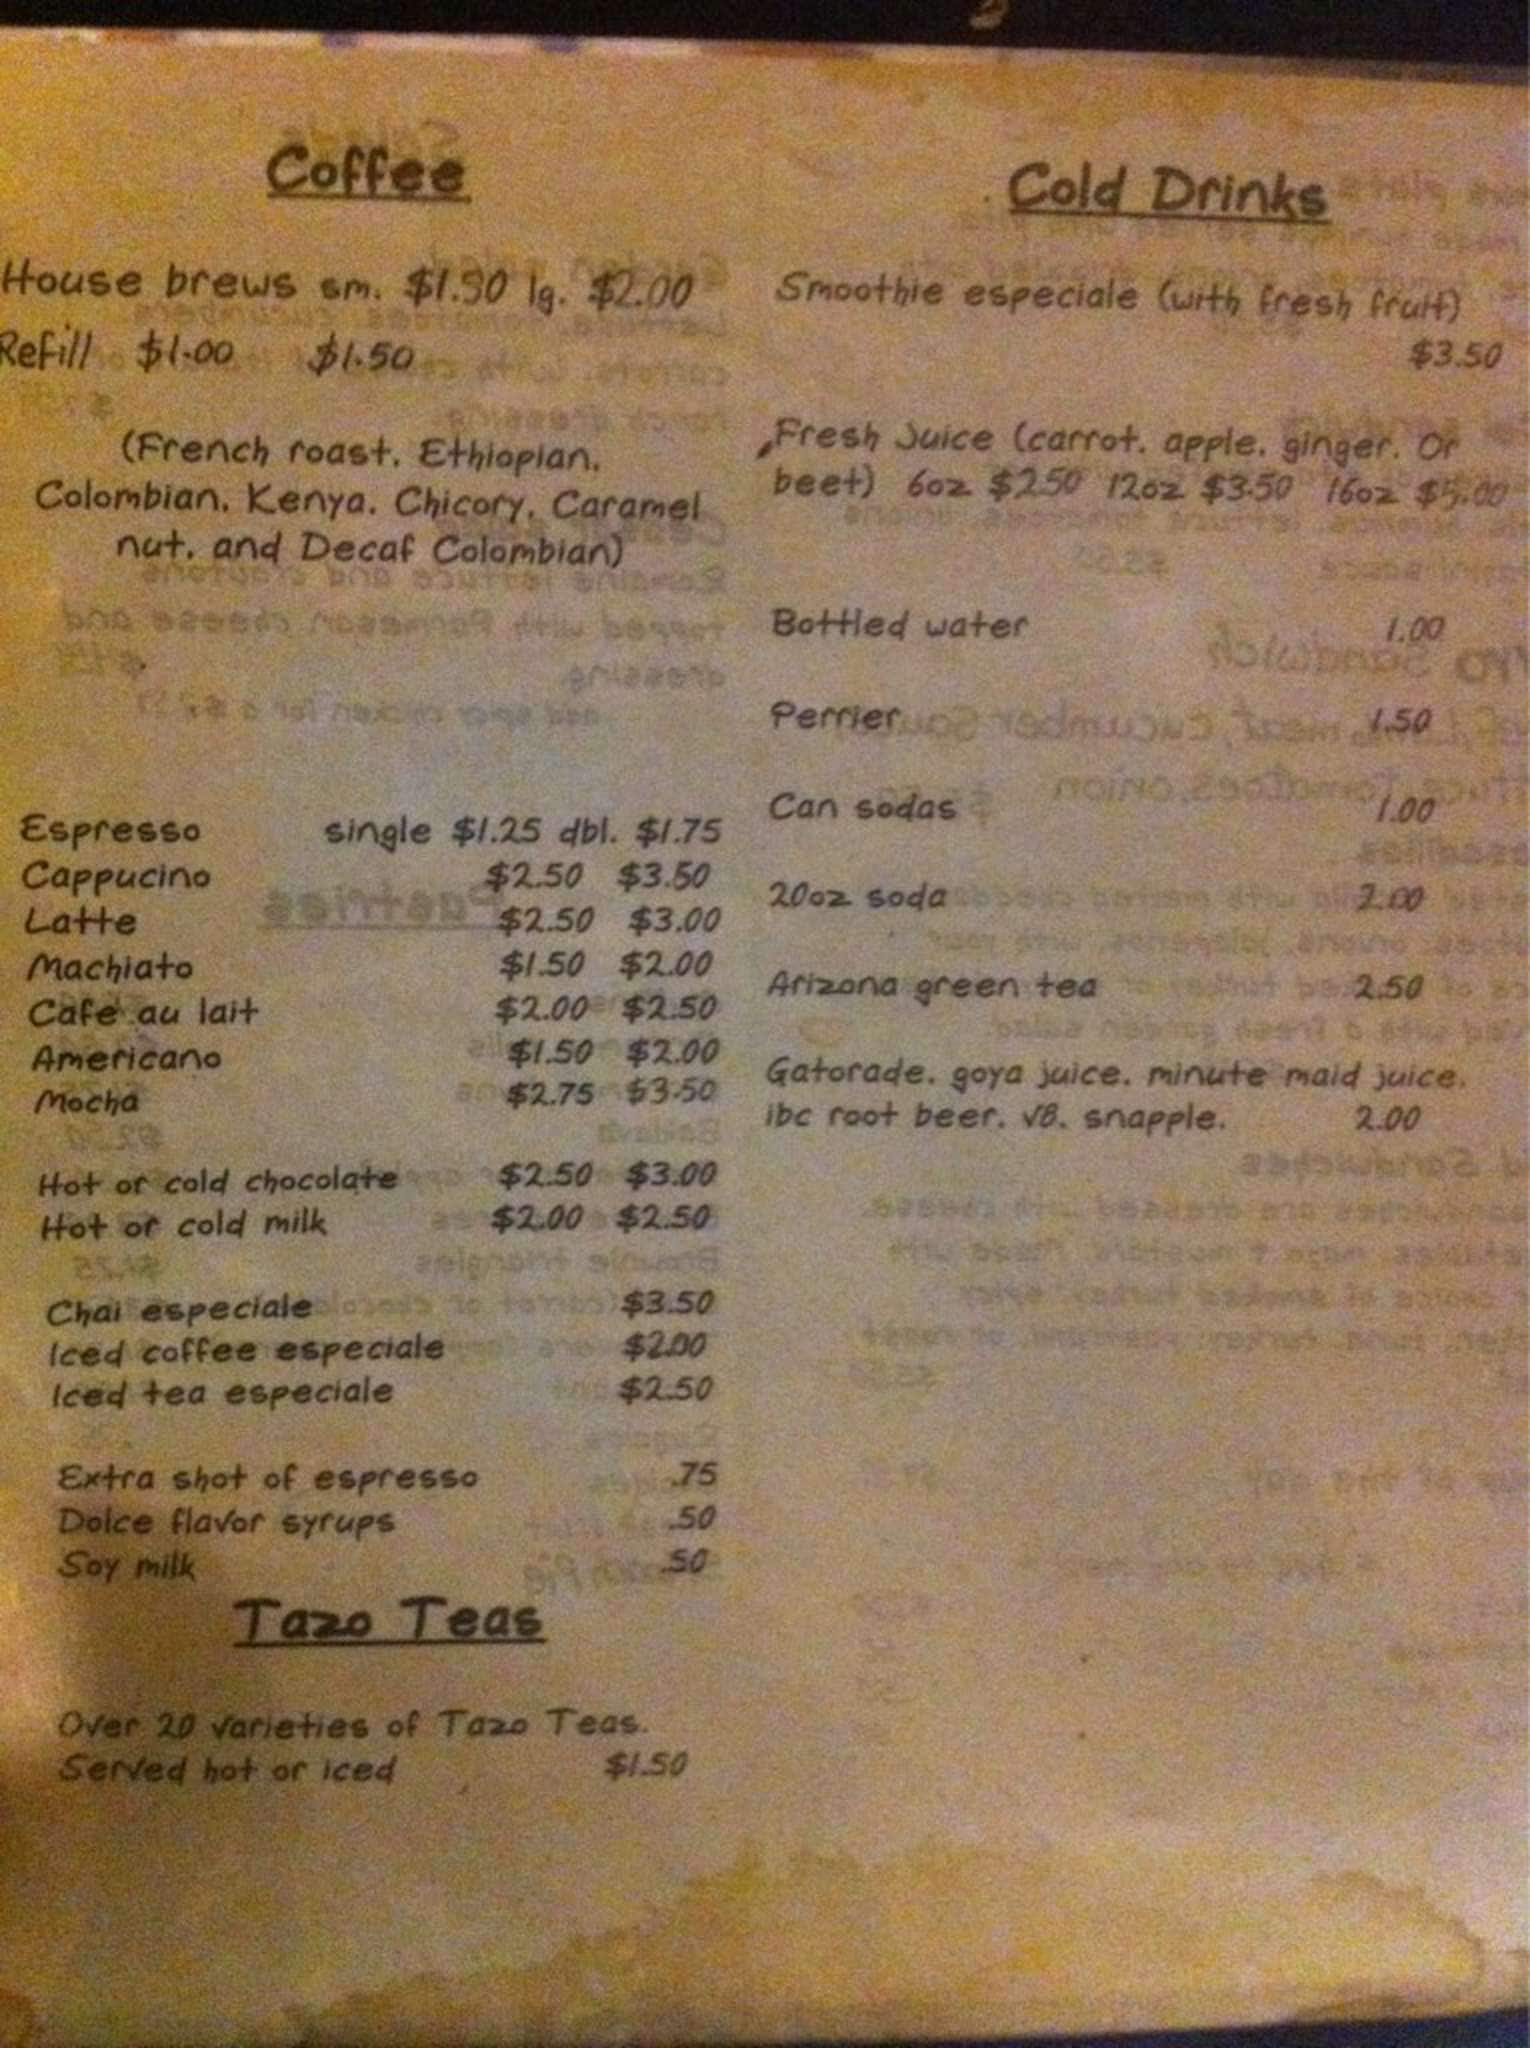 Coffee
House brews sm. $1.50 lg. $2.00
Refill $1.00 $1.50
(French roast. Ethiopian.
Colombian. Kenya. Chicory. Caramel
nut. and Decaf Colombian)
Espresso single $1.25 dbl. $1.75
Cappucino $2.50 $3.50
Latte $2.50 $3.00
Machiato $1.50 $2.00
Cafe au lait $2.00 $2.50
Americano $1.50 $2.00
Mocha $2.75 $3.50
Hot or cold chocolate $2.50 $3.00
Hot or cold milk $2.00 $2.50
Chai especiale $3.50
Iced coffee especiale $2.00
Iced tea especiale $2.50
Extra shot of espresso .75
Dolce flavor syrups .50
Soy milk .50
Tazo Teas
Over 20 varieties of Tazo Teas.
Served hot or iced $1.50
Cold Drinks
Smoothie especiale (with fresh fruit)
$3.50
Fresh Juice (carrot. apple. ginger. Or
beet) 6oz $2.50 12oz $3.50 16oz $5.00
Bottled water 1.00
Perrier 1.50
Can sodas 1.00
20oz soda 2.00
Arizona green tea 2.50
Gatorade. goya juice. minute maid juice.
ibc root beer. v8. snapple. 2.00